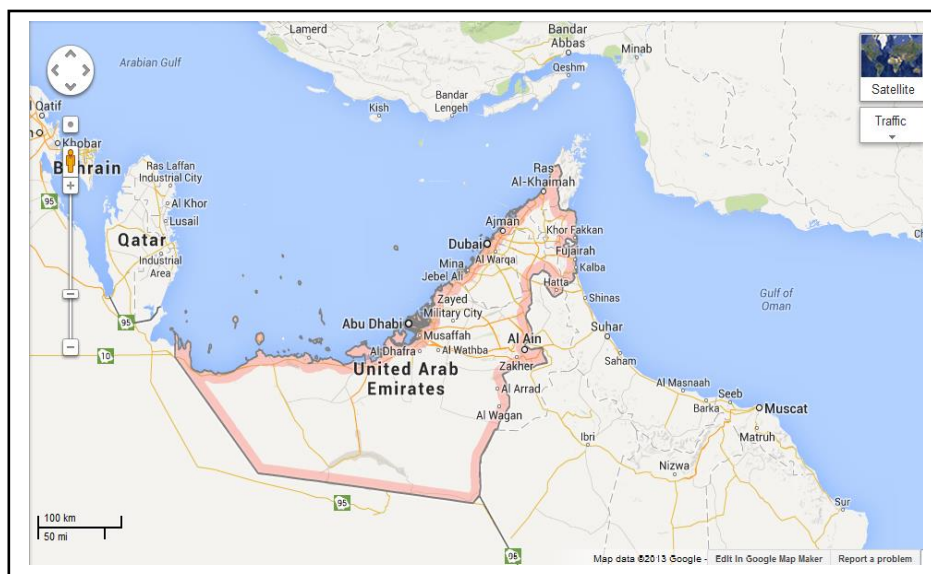 Lamerd
Bandar
Abbas
Minab
Arabian Gulf
Qeshm
Satellite
Bandar
Lengeh
Kish
l Qatif
Khobar
Traffic
Bahrain
Ras Laffan
Industrial City
Ras
Al-Khaimah
95
Al Khor
Lusail
Ajman
Khor Fakkan
Qatar
Dubai
Al Warqa
Fujairah
Industrial
Area
Mina
Jebel Ali
Kalba
Hatta
Zayed
Military City
Shinas
Gulf of
Oman
95
Abu Dhabi
Musaffah
Al Ain
Suhar
10
Al Dhafra
Al Wathba
Zakher
Saham
United Arab
Emirates
Al Arrad
Al Masnaah
Seeb
Al Wagan
Barka
Muscat
Ibri
Matruh
Nizwa
95
Sur
100 km
50 mi
95
Map data ©2013 Google -
Edit in Google Map Maker
Report a problem